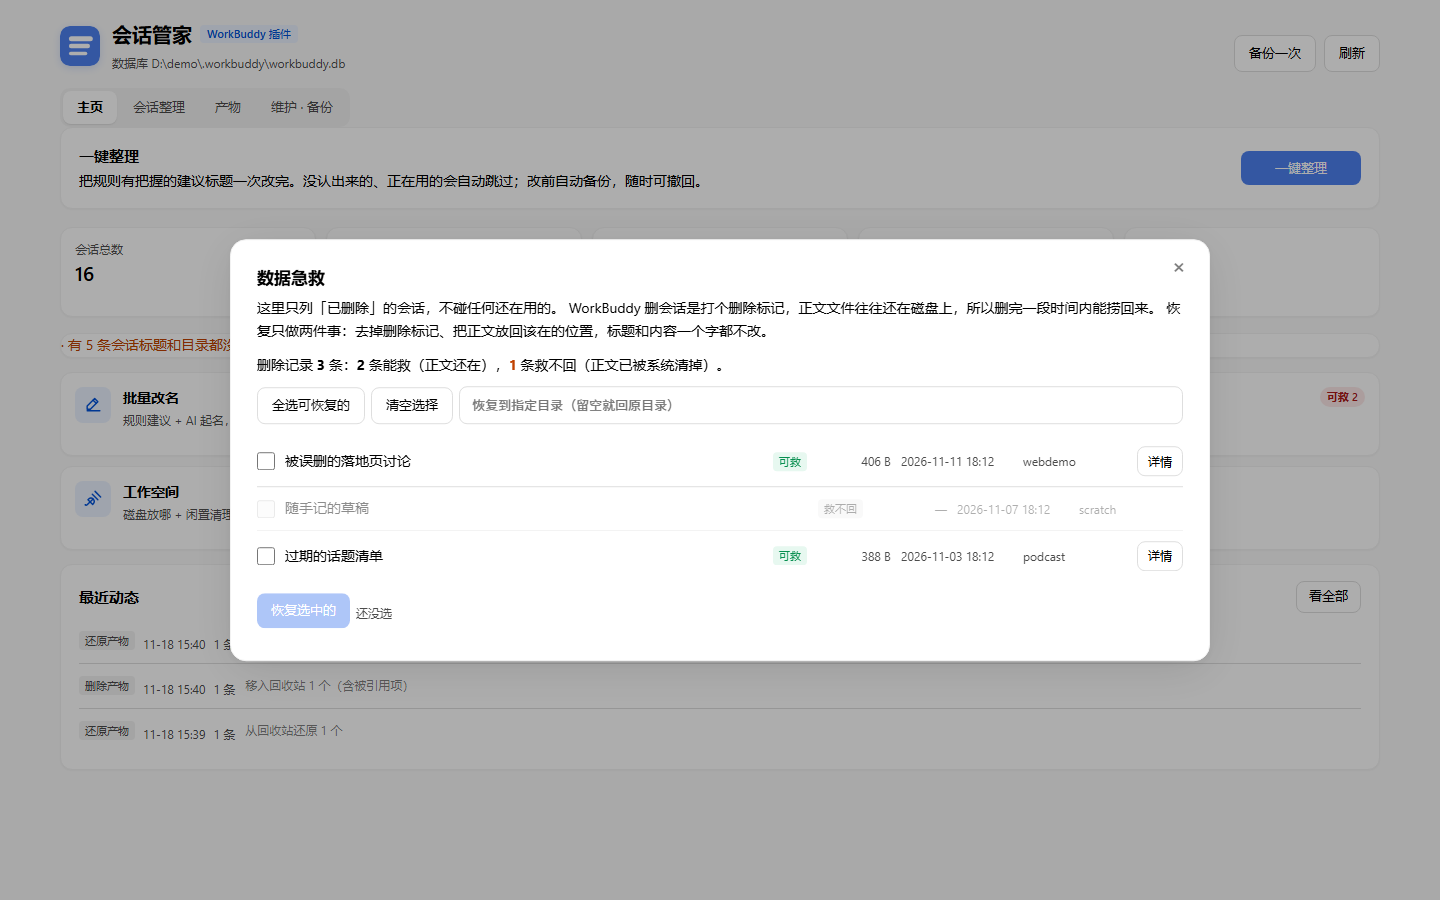 会话管家 WorkBuddy 插件
数据库 D:\demo\.workbuddy\workbuddy.db
备份一次 刷新
主页 会话整理 产物 维护 · 备份
一键整理
把规则有把握的建议标题一次改完。没认出来的、正在用的会自动跳过；改前自动备份，随时可撤回。
一键整理
会话总数
16
· 有 5 条会话标题和目录都
批量改名
规则建议 + AI 起名，
可救 2
工作空间
磁盘放哪 + 闲置清理
数据急救
×
这里只列「已删除」的会话，不碰任何还在用的。 WorkBuddy 删会话是打个删除标记，正文文件往往还在磁盘上，所以删完一段时间内能捞回来。 恢
复只做两件事：去掉删除标记、把正文放回该在的位置，标题和内容一个字都不改。
删除记录 3 条：2 条能救（正文还在），1 条救不回（正文已被系统清掉）。
全选可恢复的 清空选择 恢复到指定目录（留空就回原目录）
被误删的落地页讨论 可救 406 B 2026-11-11 18:12 webdemo 详情
随手记的草稿 救不回 — 2026-11-07 18:12 scratch
过期的话题清单 可救 388 B 2026-11-03 18:12 podcast 详情
恢复选中的 还没选
最近动态 看全部
还原产物 11-18 15:40 1 条
删除产物 11-18 15:40 1 条 移入回收站 1 个（含被引用项）
还原产物 11-18 15:39 1 条 从回收站还原 1 个